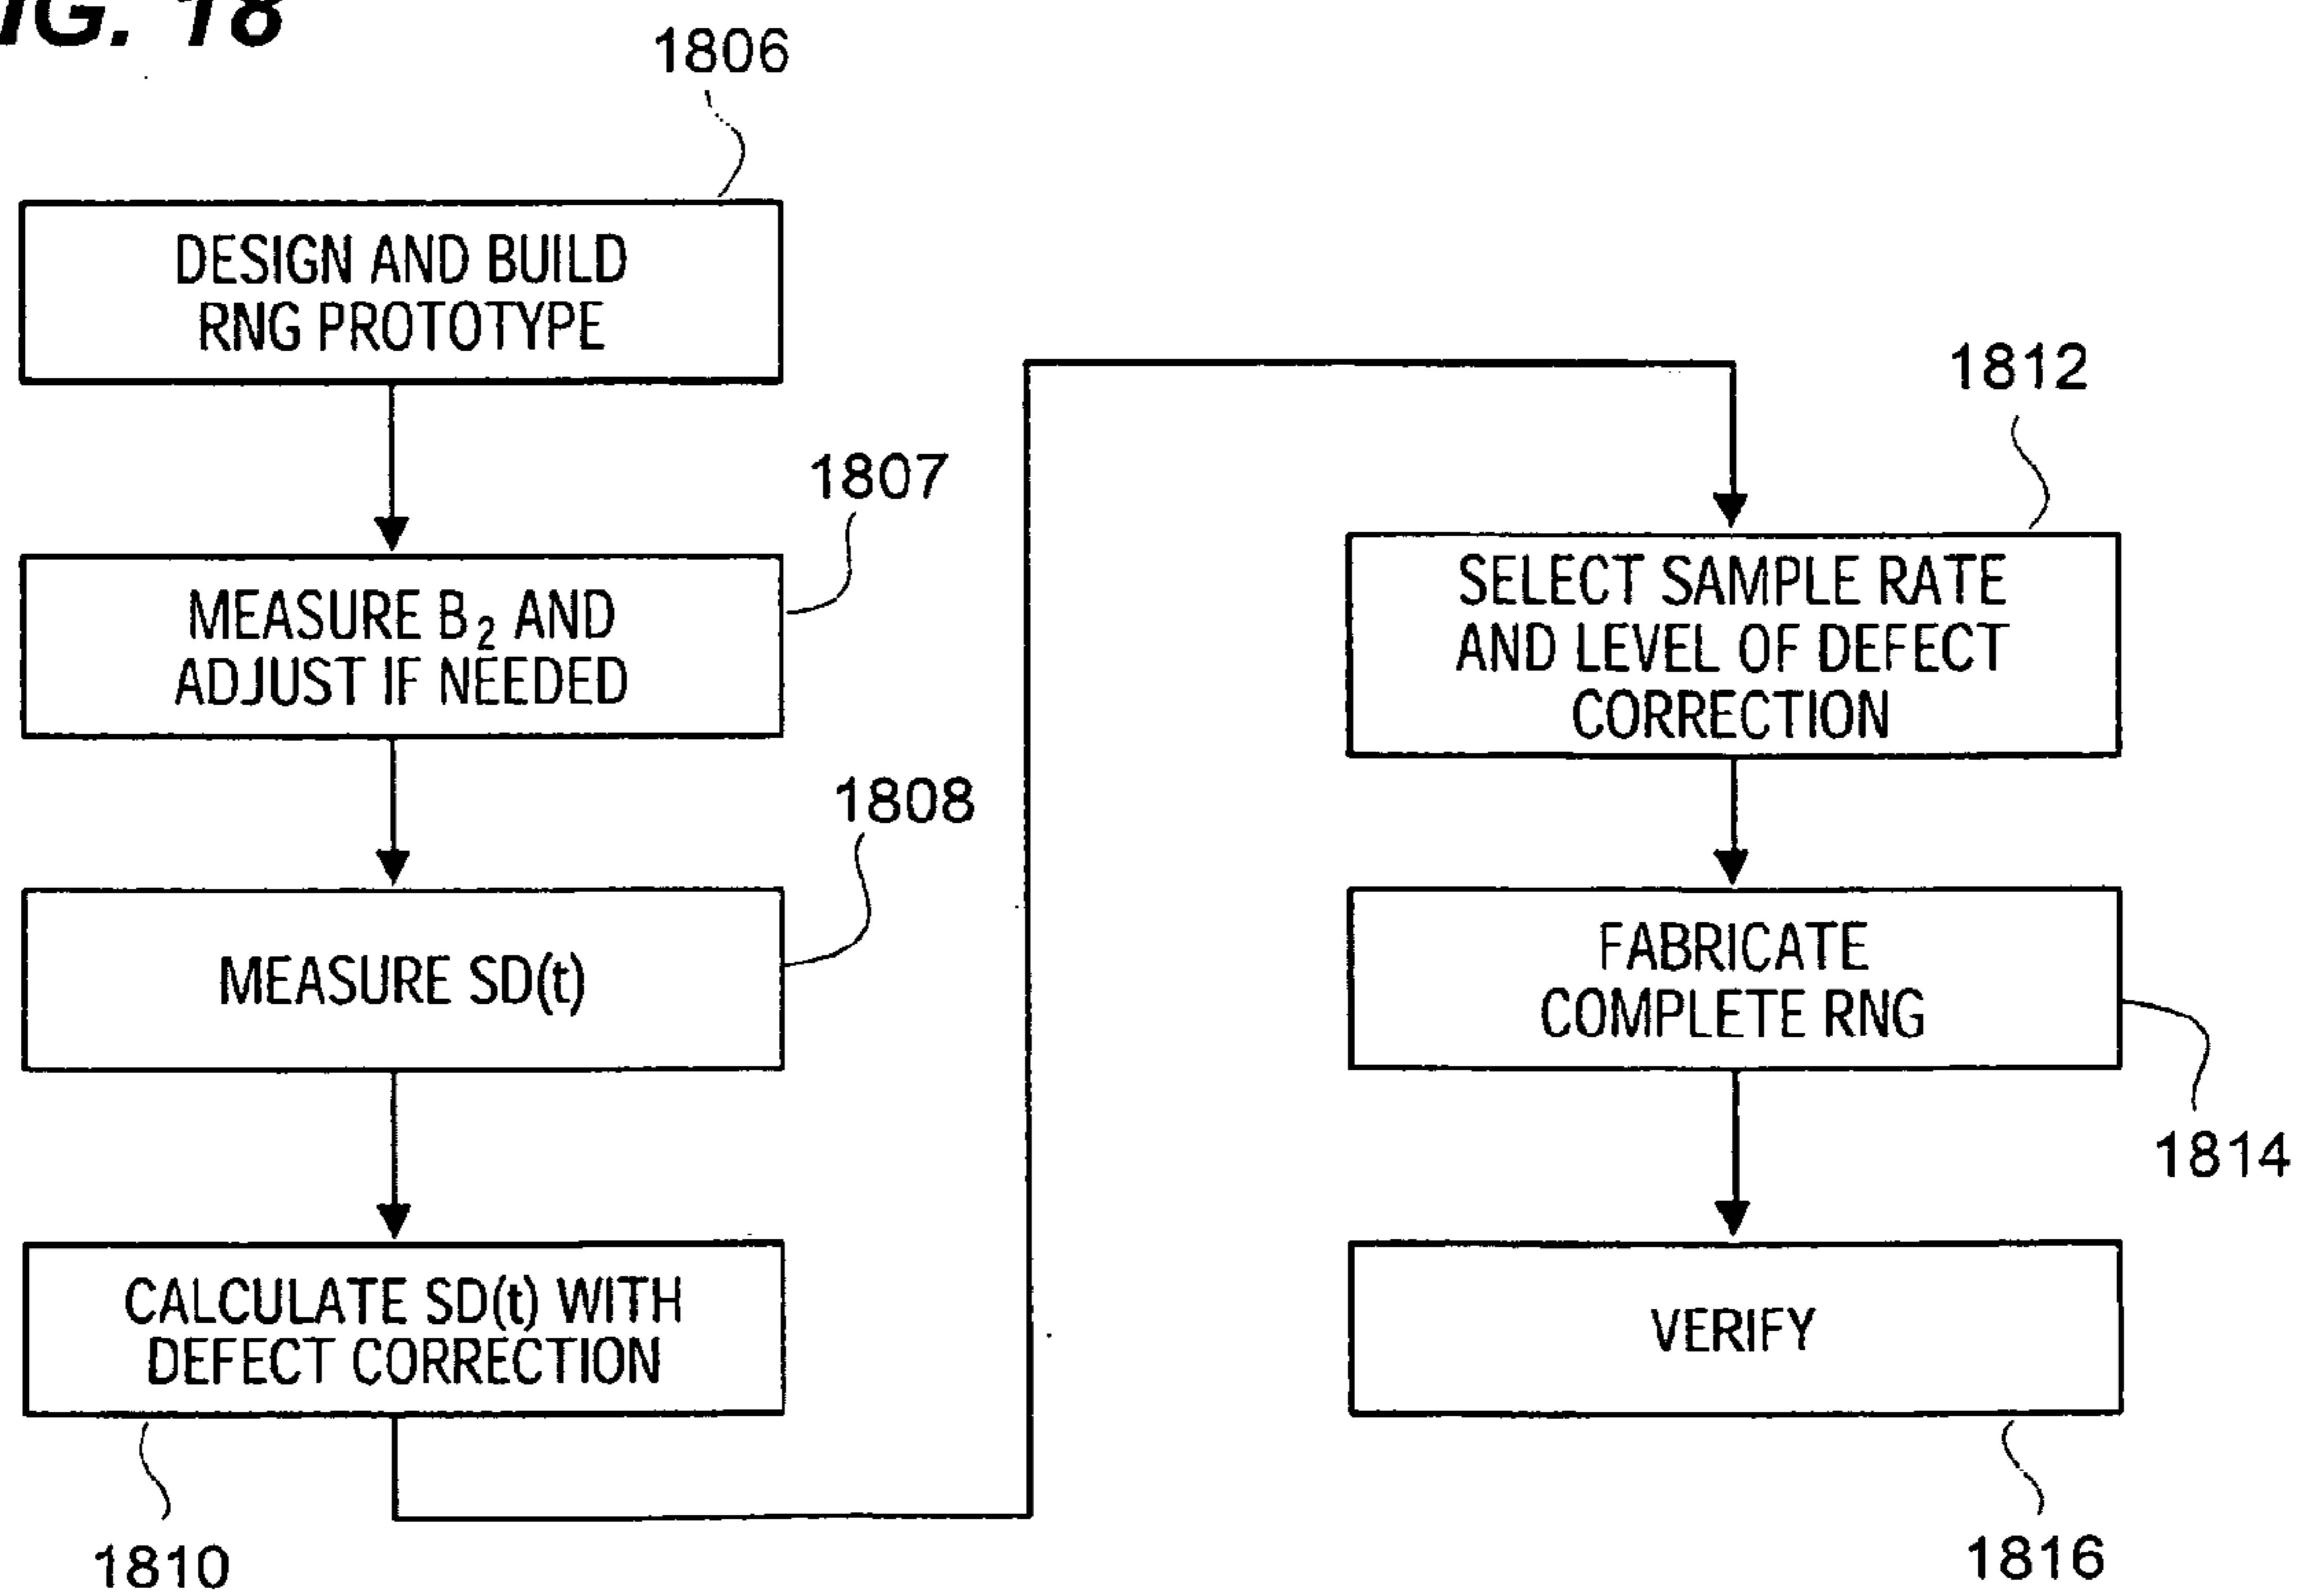 FIG. 18
1806
DESIGN AND BUILD
RNG PROTOTYPE
1807
MEASURE B2 AND
ADJUST IF NEEDED
1808
MEASURE SD(t)
CALCULATE SD(t) WITH
DEFECT CORRECTION
1810
1812
SELECT SAMPLE RATE
AND LEVEL OF DEFECT
CORRECTION
FABRICATE
COMPLETE RNG
1814
VERIFY
1816